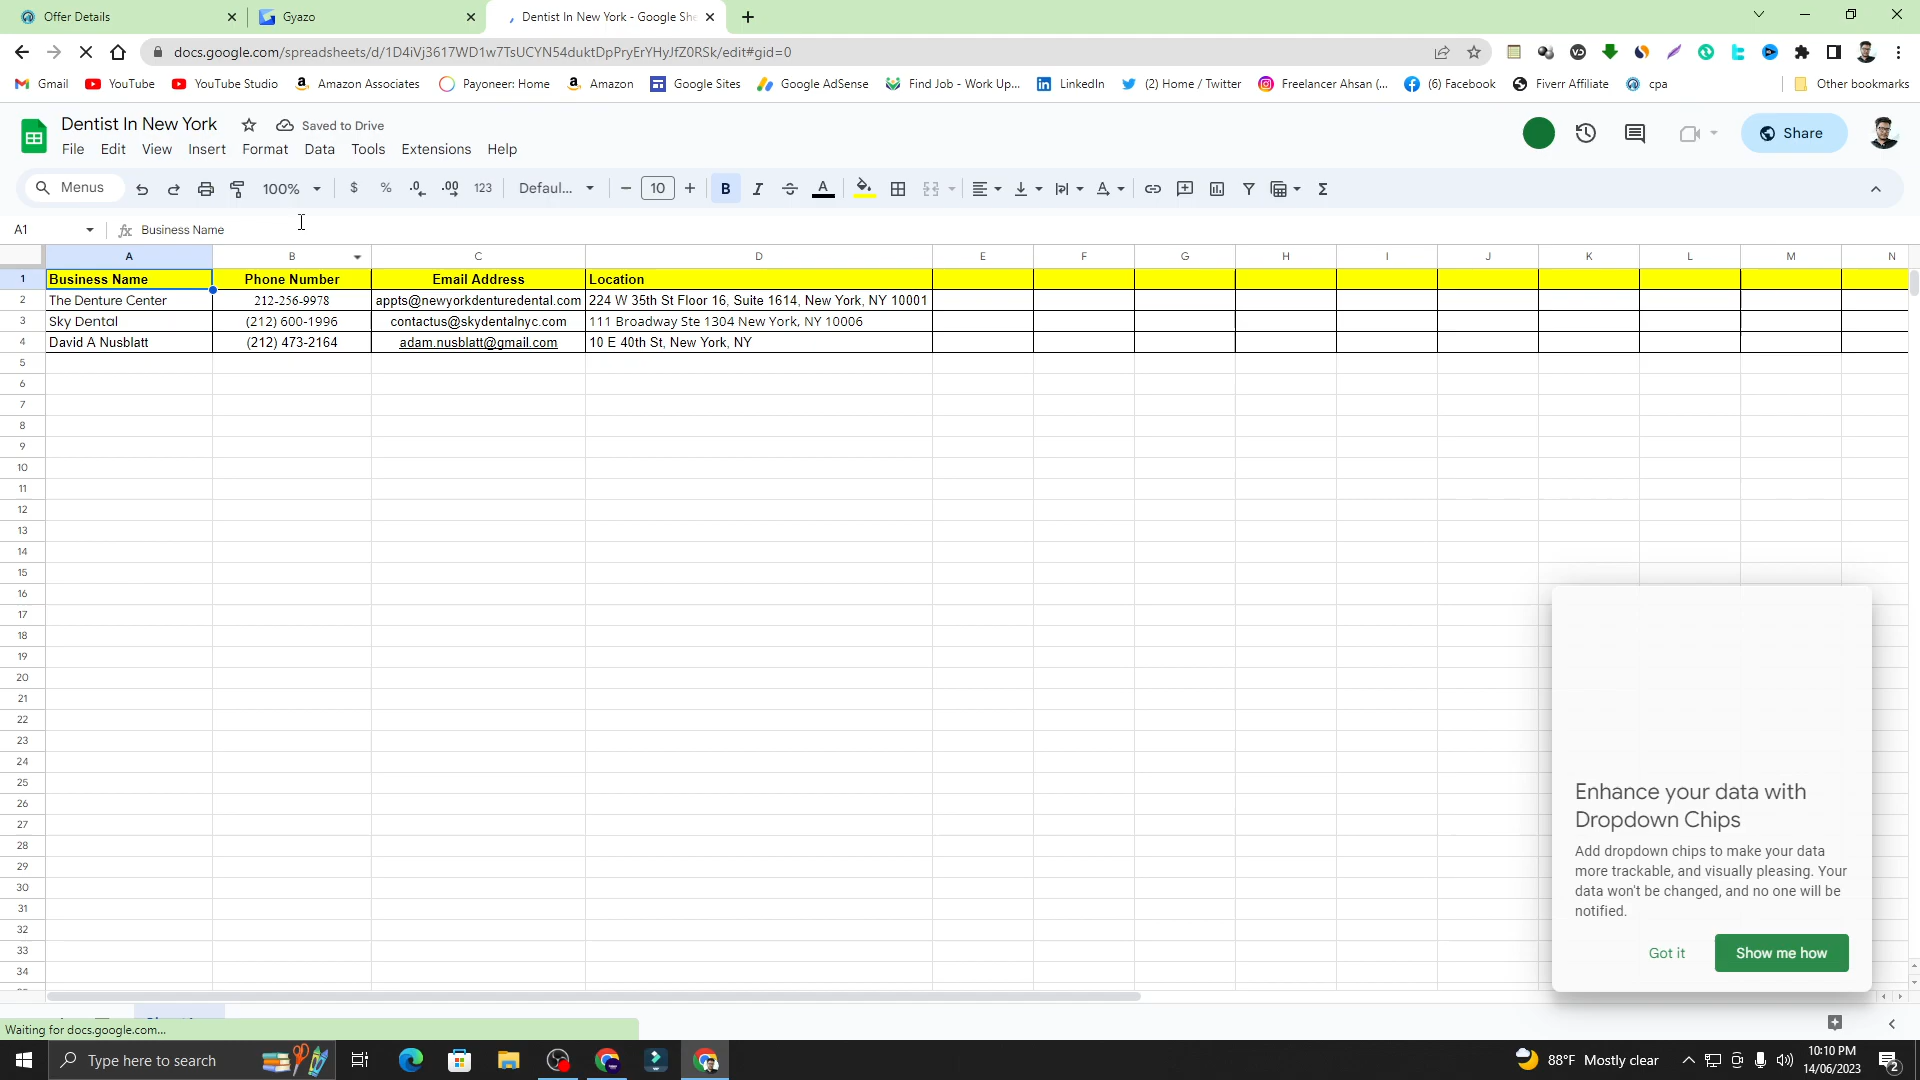 Offer Details
Gyazo
Dentist In New York - Google She
docs.google.com/spreadsheets/d/1D4iVj3617WD1w7TsUCYN54duktDpPryErYHyJfZ0RSk/edit#gid=0
Gmail YouTube YouTube Studio Amazon Associates Payoneer: Home Amazon Google Sites Google AdSense Find Job - Work Up... LinkedIn (2) Home / Twitter Freelancer Ahsan (... (6) Facebook Fiverr Affiliate cpa Other bookmarks
Dentist In New York Saved to Drive
Share
File Edit View Insert Format Data Tools Extensions Help
Menus 100% $ % .0 .00 123 Defaul... 10 B I A
A1 Business Name
A B C D E F G H I J K L M N
1 Business Name Phone Number Email Address Location
2 The Denture Center 212-256-9978 appts@newyorkdenturedental.com 224 W 35th St Floor 16, Suite 1614, New York, NY 10001
3 Sky Dental (212) 600-1996 contactus@skydentalnyc.com 111 Broadway Ste 1304 New York, NY 10006
4 David A Nusblatt (212) 473-2164 adam.nusblatt@gmail.com 10 E 40th St, New York, NY
5
6
7
8
9
10
11
12
13
14
15
16
17
18
19
20
21
22
23
24
25
26
27
28
29
30
31
32
33
34
Enhance your data with
Dropdown Chips
Add dropdown chips to make your data
more trackable, and visually pleasing. Your
data won't be changed, and no one will be
notified.
Got it Show me how
Waiting for docs.google.com...
Type here to search
88°F Mostly clear
10:10 PM
14/06/2023
2